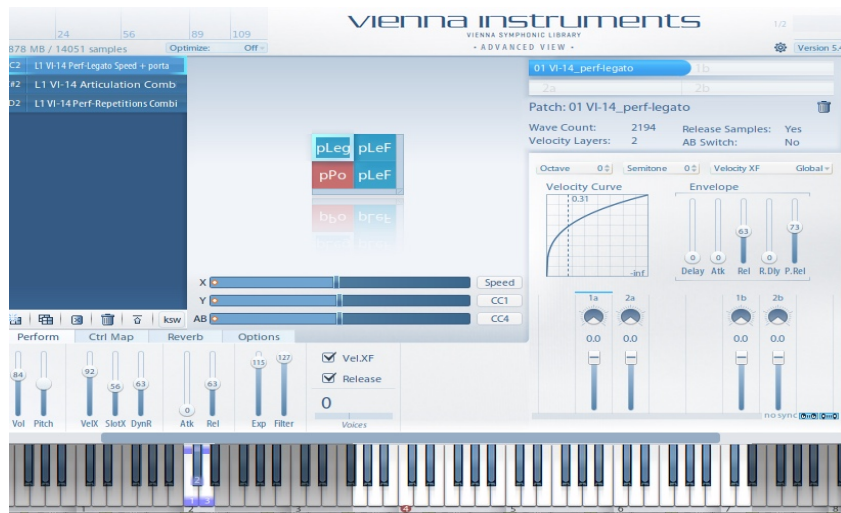 24 56 89 109
vienna instruments
VIENNA SYMPHONIC LIBRARY
• ADVANCED VIEW •
1/2
878 MB / 14051 samples Optimize: Off
Version 5.4
C2 L1 VI-14 Perf-Legato Speed + porta
#2 L1 VI-14 Articulation Comb
D2 L1 VI-14 Perf-Repetitions Combi
01 VI-14_perf-legato 1b
2a 2b
Patch: 01 VI-14_perf-legato
Wave Count: 2194 Release Samples: Yes
Velocity Layers: 2 AB Switch: No
pLeg pLeF
pPo pLeF
Octave 0 Semitone 0 Velocity XF Global
Velocity Curve Envelope
0.31
-inf
63 73
0 0 0
Delay Atk Rel R.Dly P.Rel
X Speed
Y CC1
AB CC4
1a 2a 1b 2b
0.0 0.0 0.0 0.0
ksw
Perform Ctrl Map Reverb Options
84 92 56 63 0 63 115 127
Vel.XF
Release
0
Voices
Vol Pitch VelX SlotX DynR Atk Rel Exp Filter
no sync
2
1 3
1 2 3 4 5 6 7 8